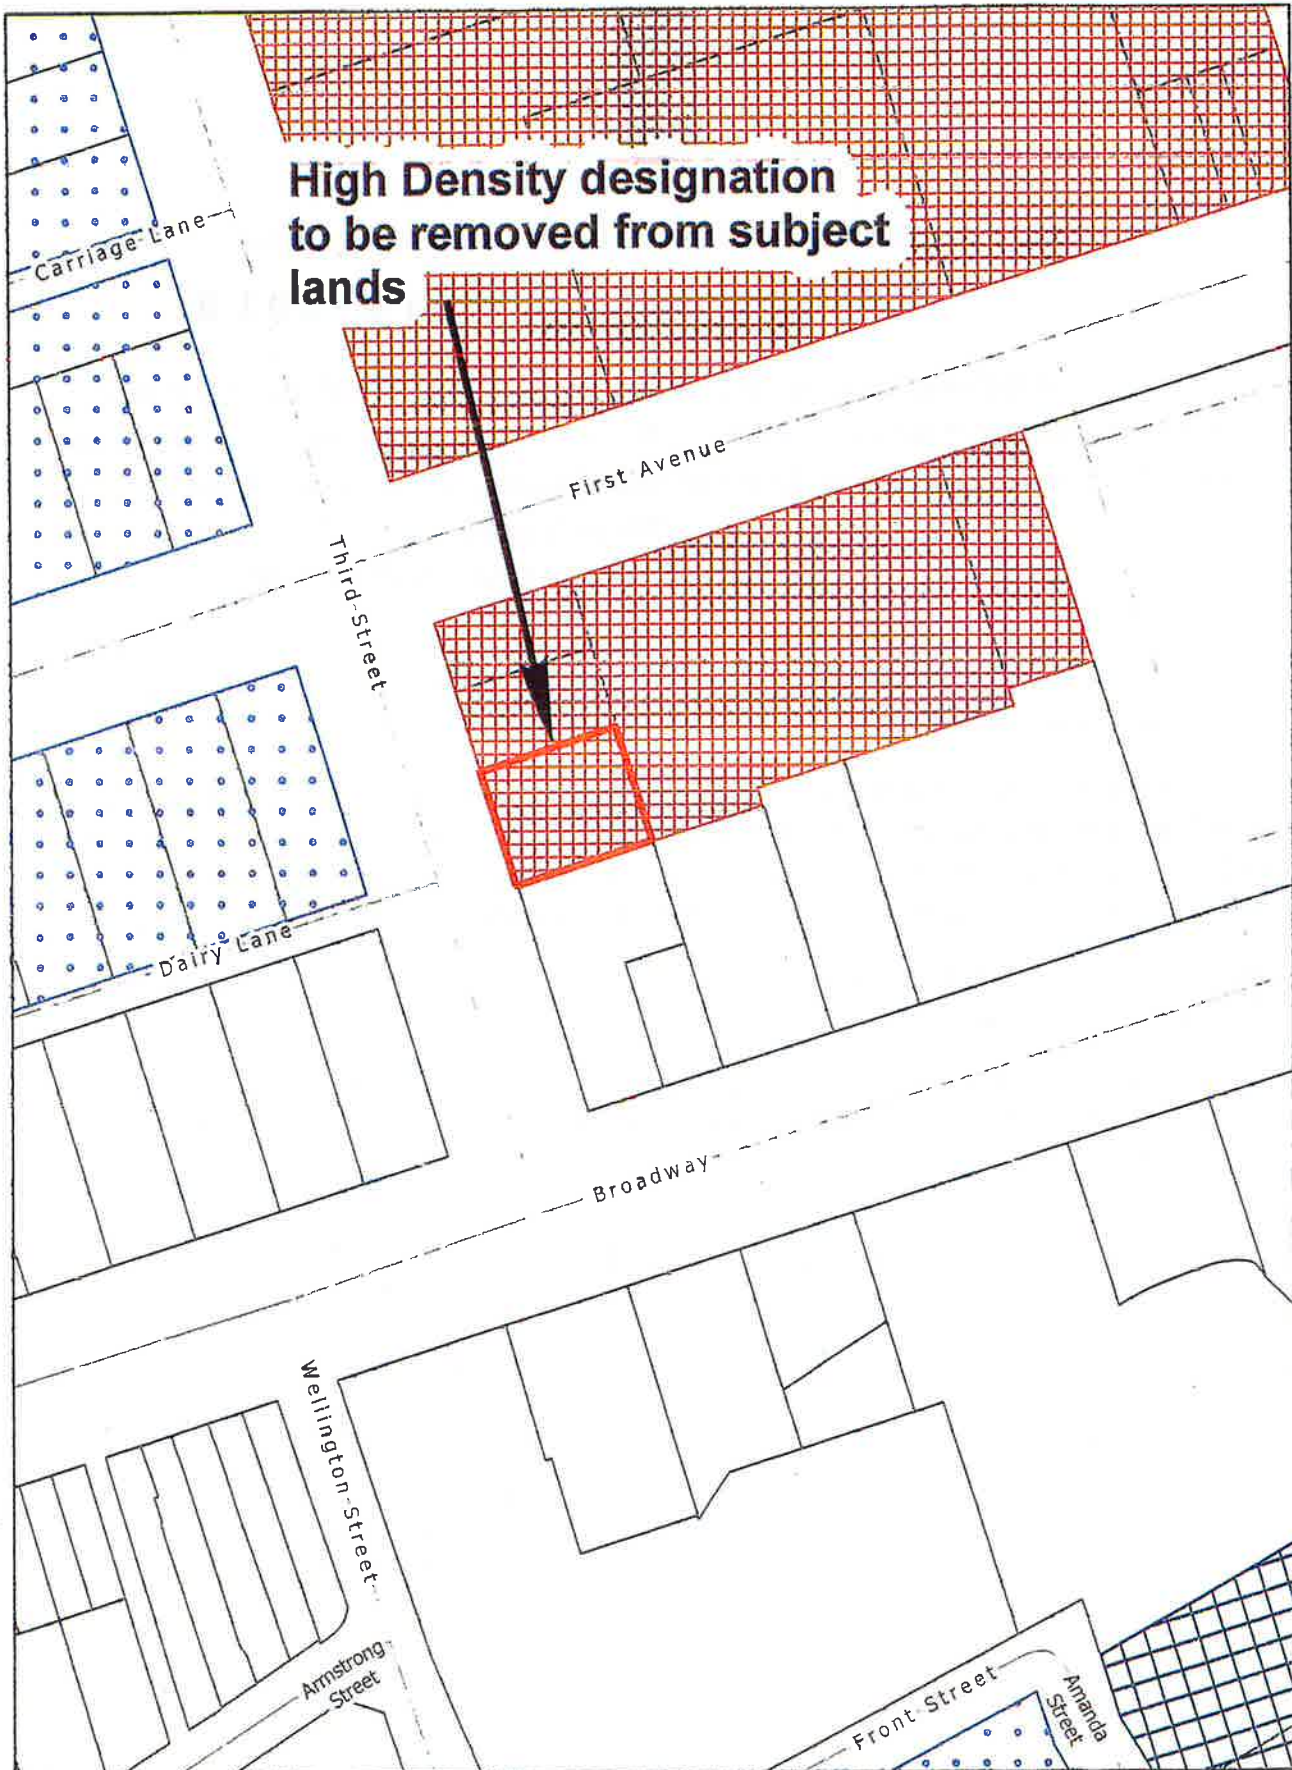 High Density designation
to be removed from subject
lands
Carriage Lane
First Avenue
Third Street
Dairy Lane
Broadway
Wellington Street
Armstrong
Street
Front Street
Amanda
Street